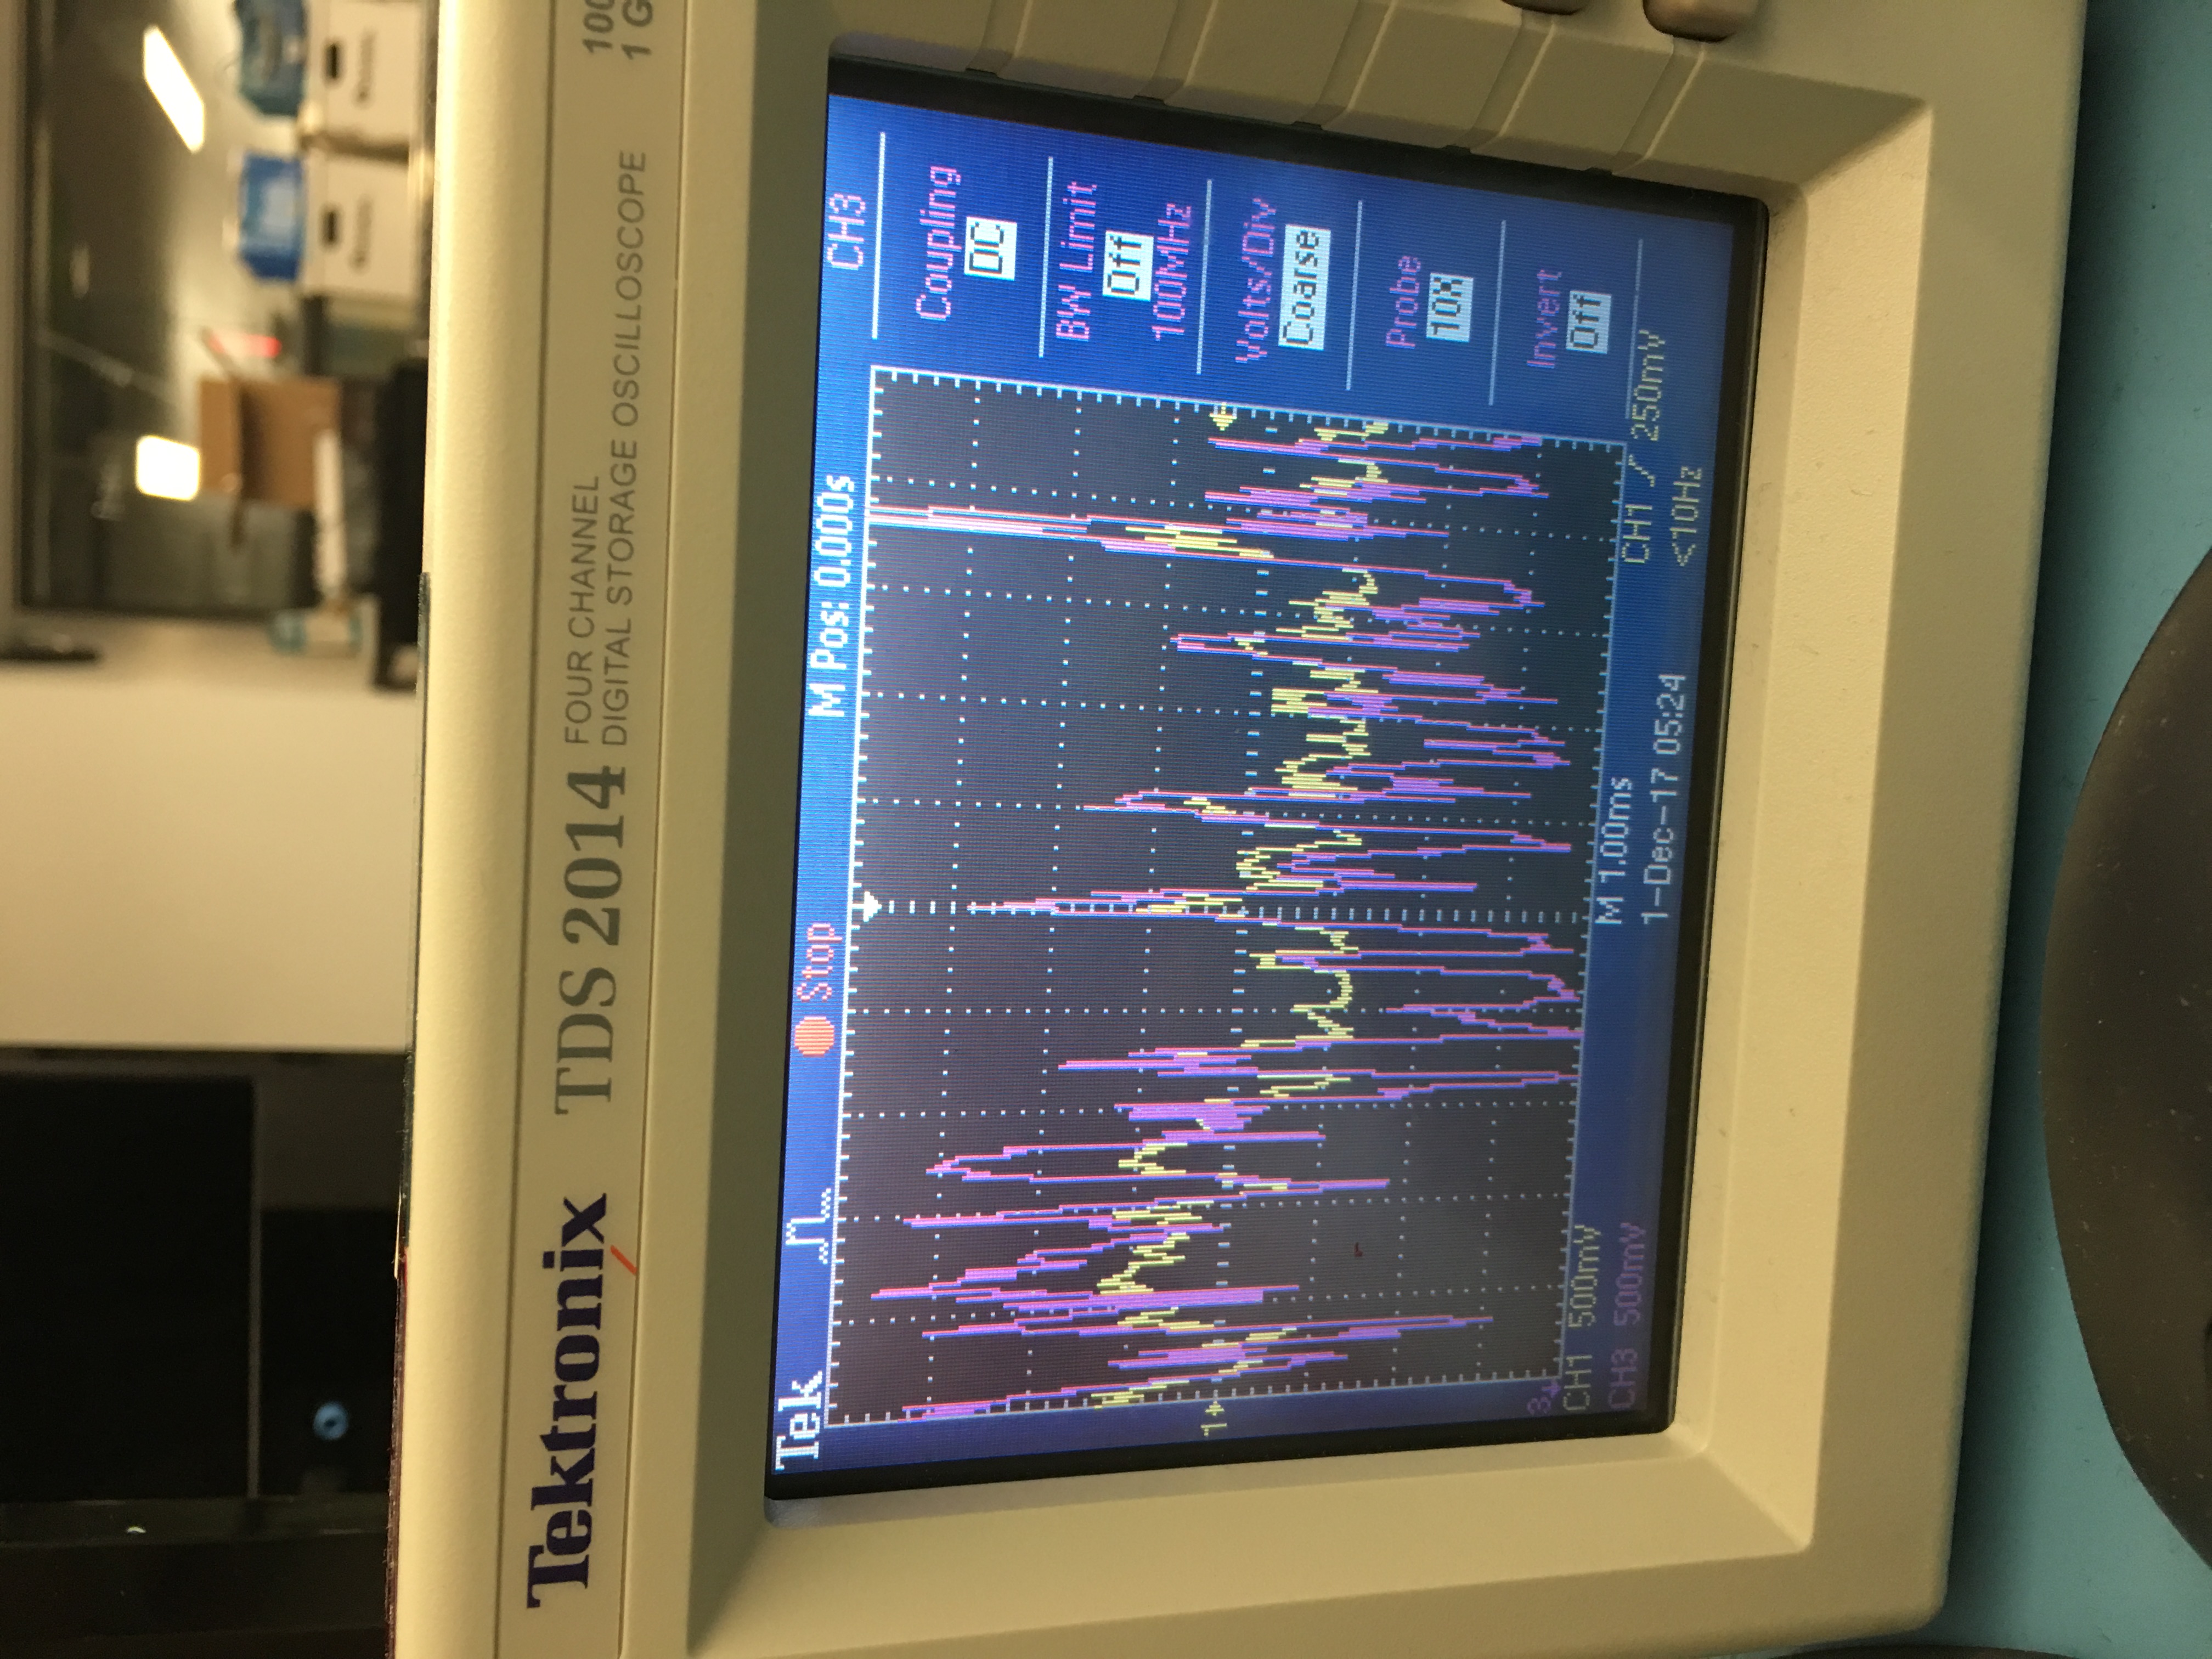 Tektronix TDS 2014 FOUR CHANNEL
DIGITAL STORAGE OSCILLOSCOPE
100
1 G
Tek Stop M Pos: 0.000s CH3
Coupling
DC
BW Limit
Off
100MHz
Volts/Div
Coarse
Probe
10X
Invert
Off
1
3
CH1 500mV
CH3 500mV
M 1.00ms
1-Dec-17 05:24
CH1 250mV
<10Hz